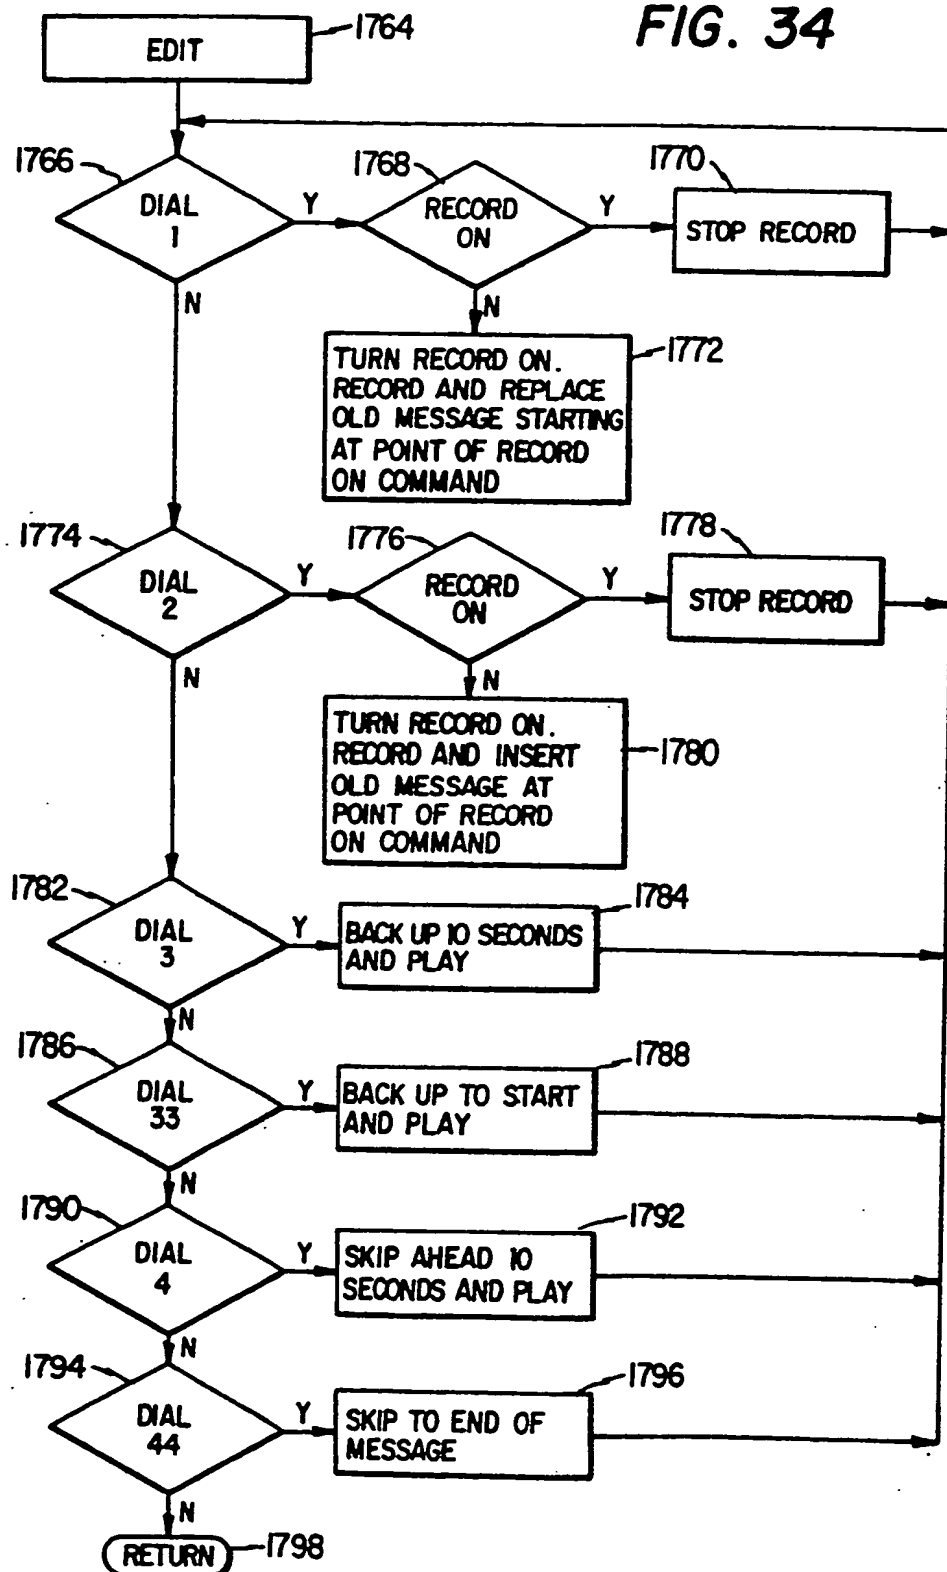 FIG. 34
EDIT
1764
1766
DIAL
1
Y
N
1768
RECORD
ON
Y
N
1770
STOP RECORD
1772
TURN RECORD ON.
RECORD AND REPLACE
OLD MESSAGE STARTING
AT POINT OF RECORD
ON COMMAND
1774
DIAL
2
Y
N
1776
RECORD
ON
Y
N
1778
STOP RECORD
1780
TURN RECORD ON.
RECORD AND INSERT
OLD MESSAGE AT
POINT OF RECORD
ON COMMAND
1782
DIAL
3
Y
N
1784
BACK UP 10 SECONDS
AND PLAY
1786
DIAL
33
Y
N
1788
BACK UP TO START
AND PLAY
1790
DIAL
4
Y
N
1792
SKIP AHEAD 10
SECONDS AND PLAY
1794
DIAL
44
Y
N
1796
SKIP TO END OF
MESSAGE
RETURN
1798